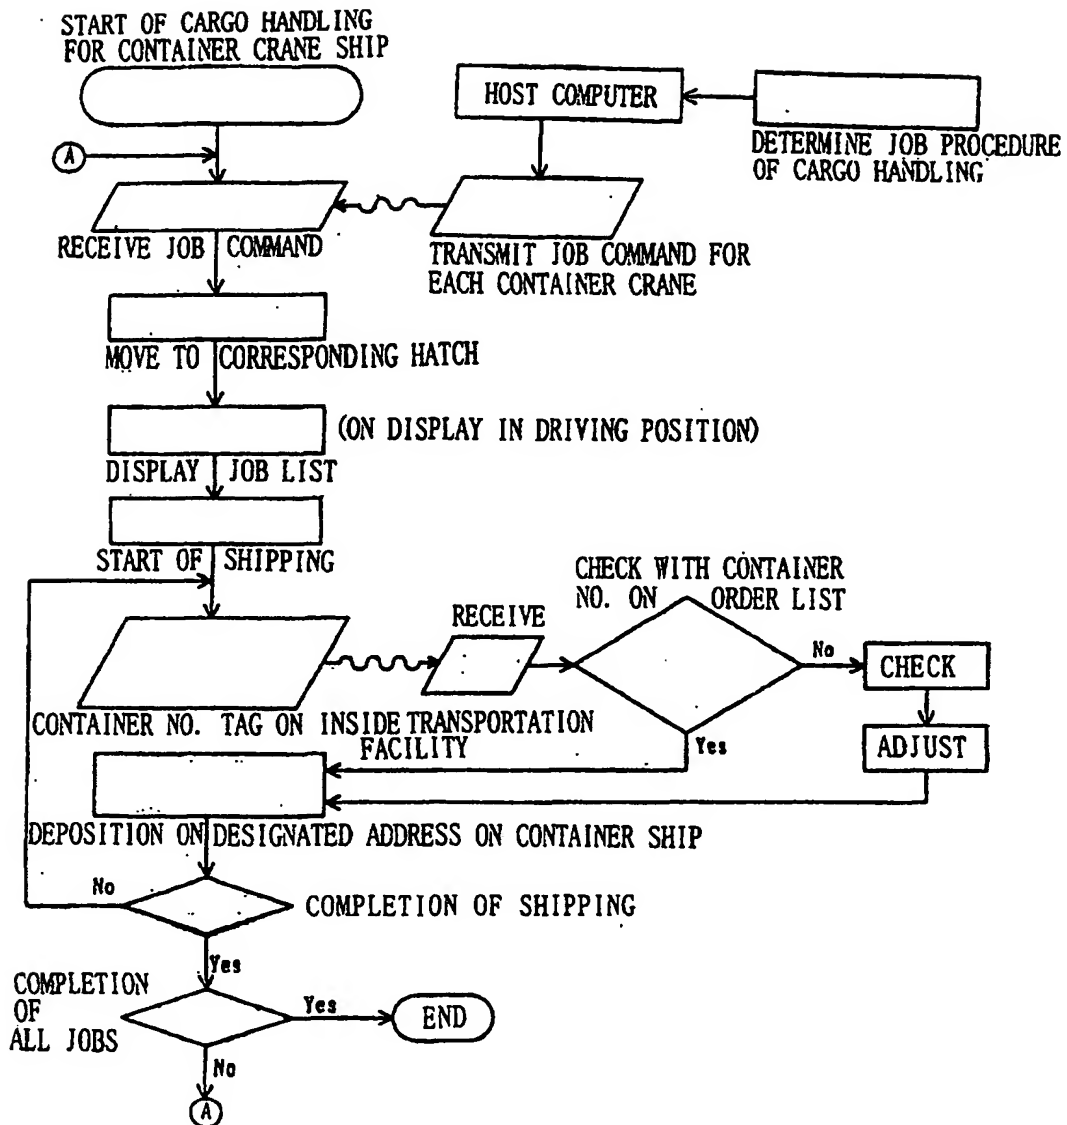 START OF CARGO HANDLING
FOR CONTAINER CRANE SHIP
HOST COMPUTER
DETERMINE JOB PROCEDURE
OF CARGO HANDLING
A
RECEIVE JOB COMMAND
TRANSMIT JOB COMMAND FOR
EACH CONTAINER CRANE
MOVE TO CORRESPONDING HATCH
(ON DISPLAY IN DRIVING POSITION)
DISPLAY JOB LIST
START OF SHIPPING
CHECK WITH CONTAINER
NO. ON ORDER LIST
RECEIVE
No
CHECK
CONTAINER NO. TAG ON INSIDE TRANSPORTATION
FACILITY
Yes
ADJUST
DEPOSITION ON DESIGNATED ADDRESS ON CONTAINER SHIP
No
COMPLETION OF SHIPPING
Yes
COMPLETION
OF
ALL JOBS
Yes
END
No
A